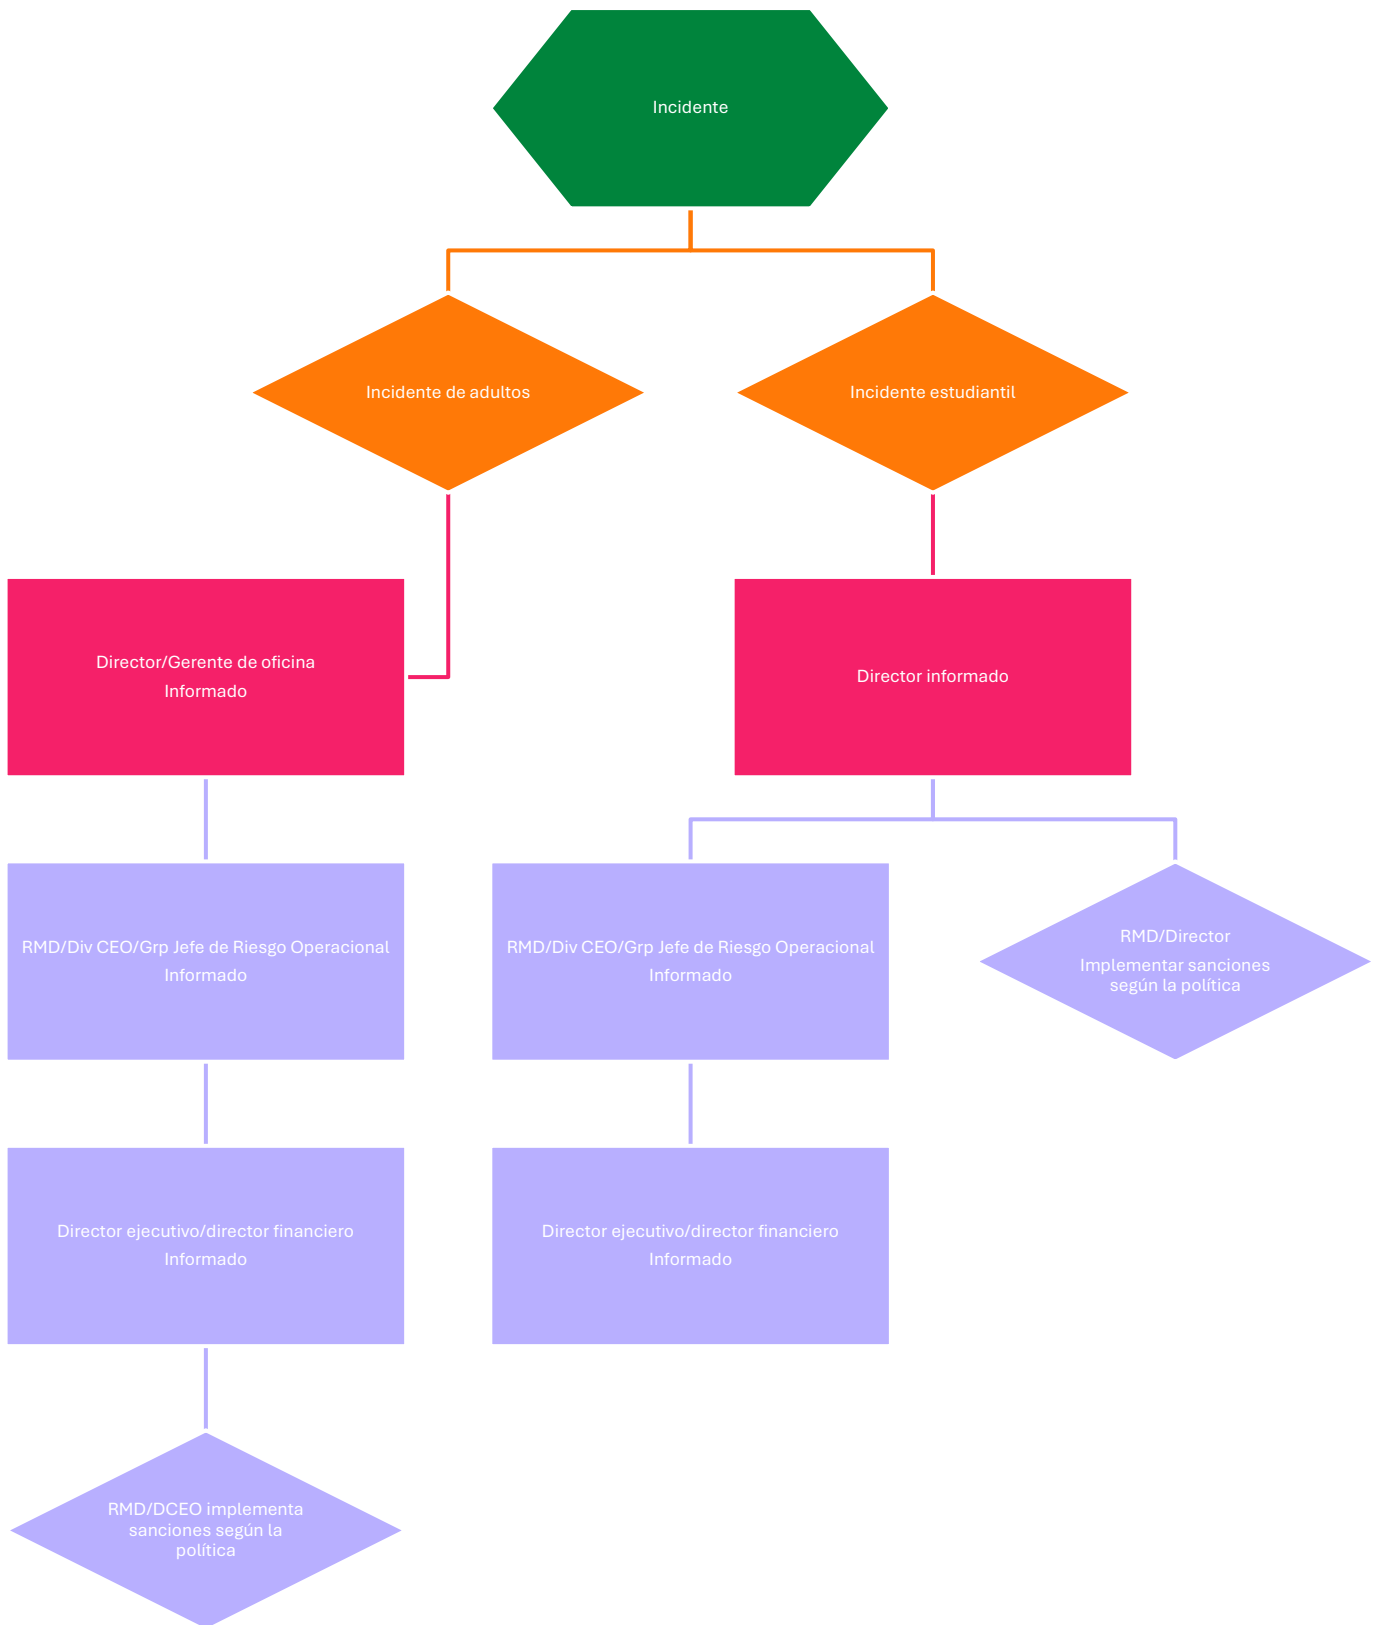 Incidente
Incidente de adultos
Incidente estudiantil
Director/Gerente de oficina
Informado
Director informado
RMD/Div CEO/Grp Jefe de Riesgo Operacional
Informado
RMD/Div CEO/Grp Jefe de Riesgo Operacional
Informado
RMD/Director
Implementar sanciones
según la política
Director ejecutivo/director financiero
Informado
Director ejecutivo/director financiero
Informado
RMD/DCEO implementa
sanciones según la
política